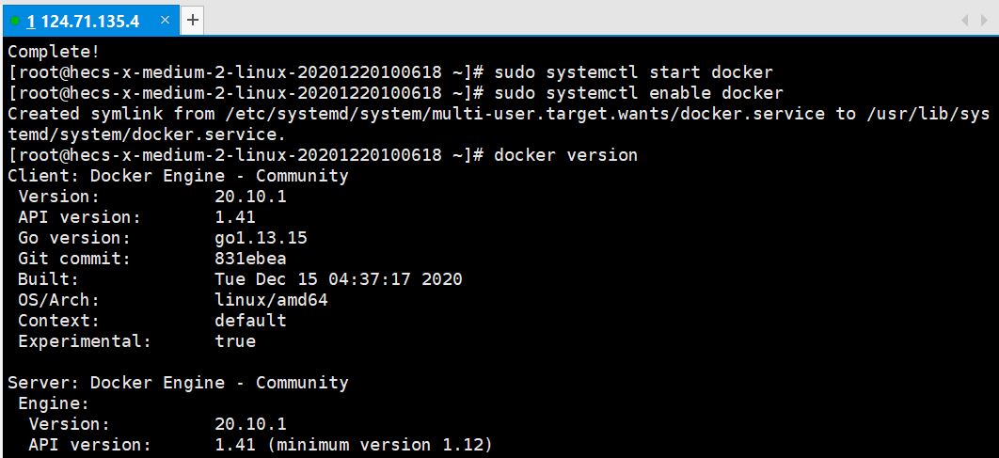 1 124.71.135.4 × +
Complete!
[root@hecs-x-medium-2-linux-20201220100618 ~]# sudo systemctl start docker
[root@hecs-x-medium-2-linux-20201220100618 ~]# sudo systemctl enable docker
Created symlink from /etc/systemd/system/multi-user.target.wants/docker.service to /usr/lib/sys
temd/system/docker.service.
[root@hecs-x-medium-2-linux-20201220100618 ~]# docker version
Client: Docker Engine - Community
Version: 20.10.1
API version: 1.41
Go version: go1.13.15
Git commit: 831ebea
Built: Tue Dec 15 04:37:17 2020
OS/Arch: linux/amd64
Context: default
Experimental: true
Server: Docker Engine - Community
Engine:
Version: 20.10.1
API version: 1.41 (minimum version 1.12)